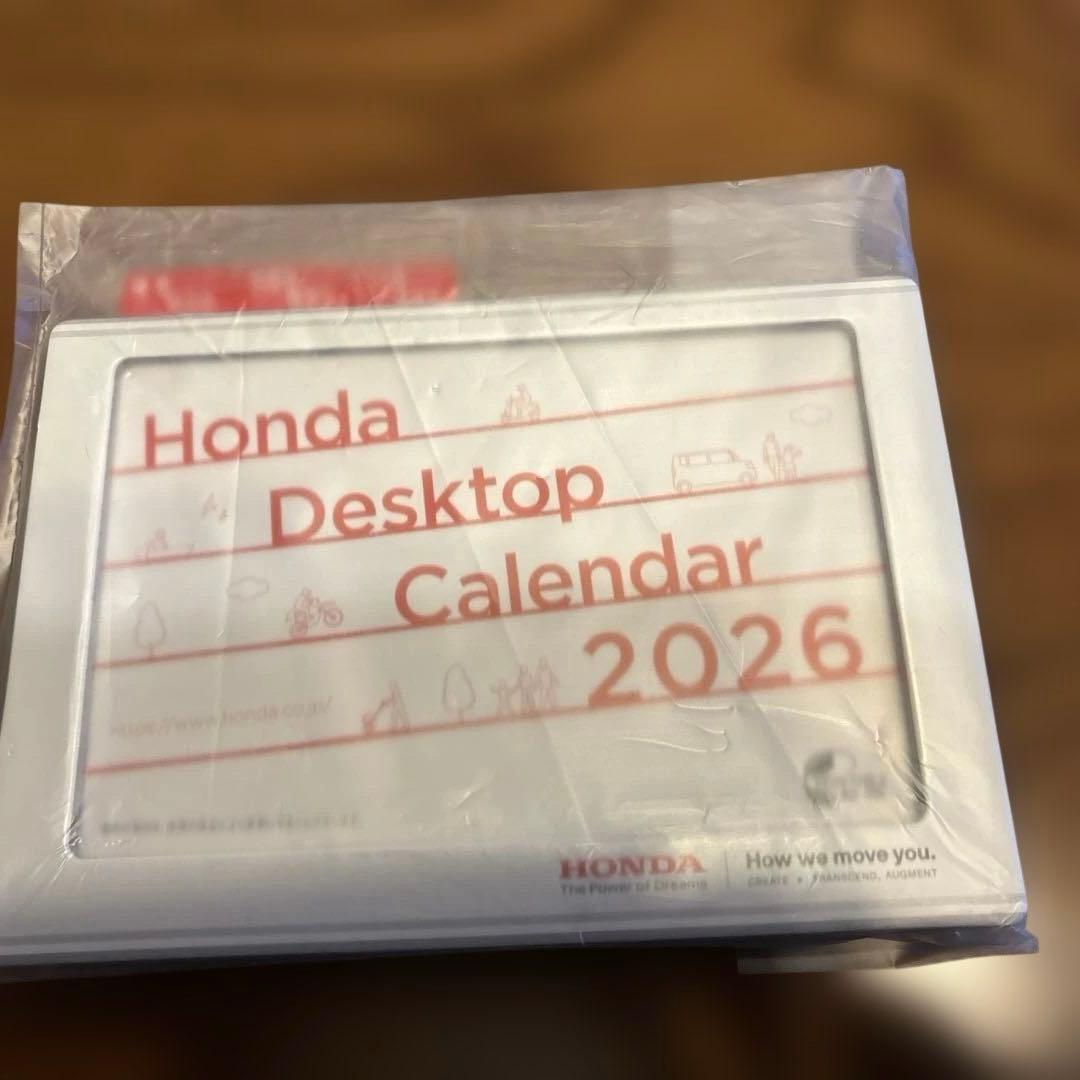 Honda
Desktop
Calendar
2026
https://www.honda.co.jp/
HONDA
The Power of Dreams
How we move you.
CREATE ▸ TRANSCEND, AUGMENT